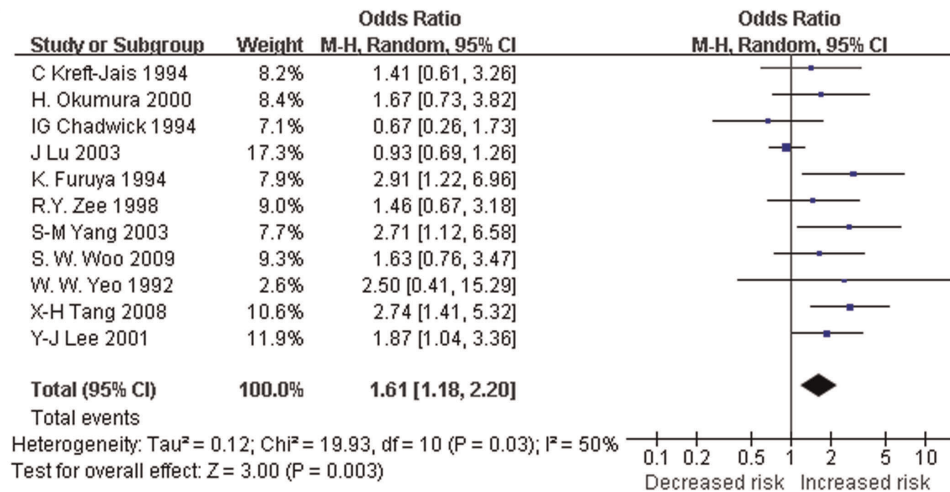 Odds Ratio Odds Ratio
Study or Subgroup Weight M-H, Random, 95% CI M-H, Random, 95% CI
C Kreft-Jais 1994 8.2% 1.41 [0.61, 3.26]
H. Okumura 2000 8.4% 1.67 [0.73, 3.82]
IG Chadwick 1994 7.1% 0.67 [0.26, 1.73]
J Lu 2003 17.3% 0.93 [0.69, 1.26]
K. Furuya 1994 7.9% 2.91 [1.22, 6.96]
R.Y. Zee 1998 9.0% 1.46 [0.67, 3.18]
S-M Yang 2003 7.7% 2.71 [1.12, 6.58]
S. W. Woo 2009 9.3% 1.63 [0.76, 3.47]
W. W. Yeo 1992 2.6% 2.50 [0.41, 15.29]
X-H Tang 2008 10.6% 2.74 [1.41, 5.32]
Y-J Lee 2001 11.9% 1.87 [1.04, 3.36]
Total (95% CI) 100.0% 1.61 [1.18, 2.20]
Total events
Heterogeneity: Tau² = 0.12; Chi² = 19.93, df = 10 (P = 0.03); I² = 50%
Test for overall effect: Z = 3.00 (P = 0.003)
0.1 0.2 0.5 1 2 5 10
Decreased risk Increased risk